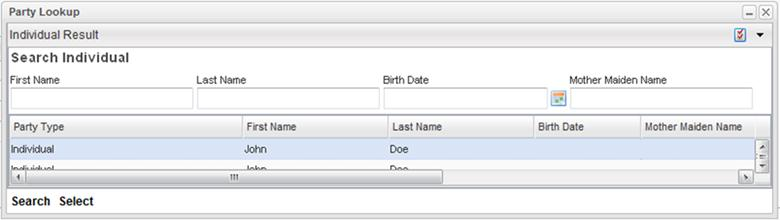 Party Lookup
Individual Result
Search Individual
First Name Last Name Birth Date Mother Maiden Name
Party Type First Name Last Name Birth Date Mother Maiden Name
Individual John Doe
Individual John Doe
Search Select